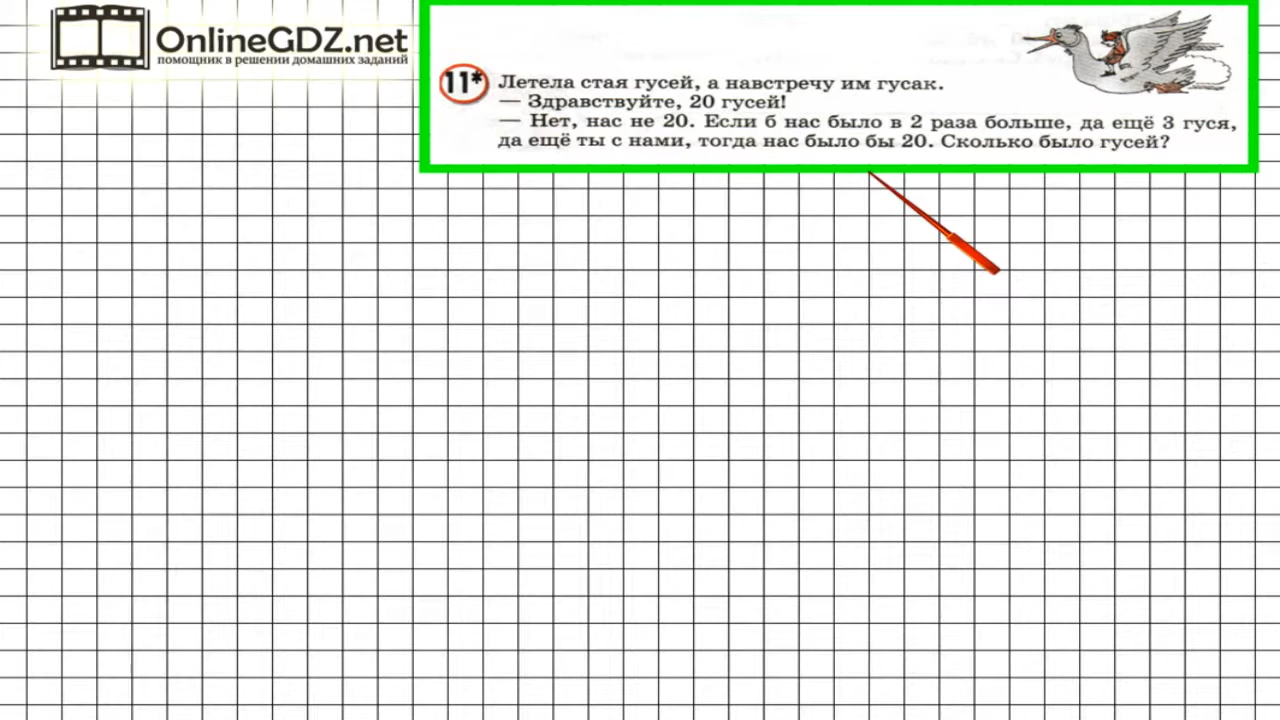 OnlineGDZ.net
помощник в решении домашних заданий
11* Летела стая гусей, а навстречу им гусак.
— Здравствуйте, 20 гусей!
— Нет, нас не 20. Если б нас было в 2 раза больше, да ещё 3 гуся,
да ещё ты с нами, тогда нас было бы 20. Сколько было гусей?